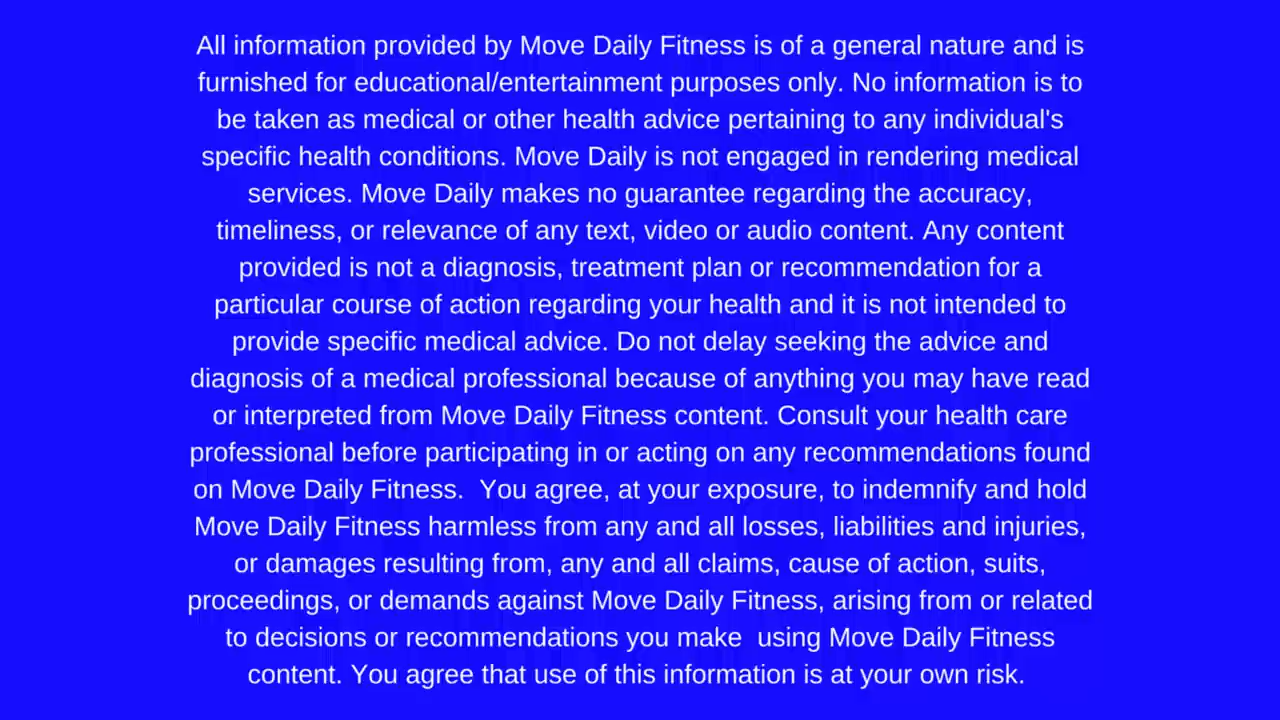 All information provided by Move Daily Fitness is of a general nature and is
furnished for educational/entertainment purposes only. No information is to
be taken as medical or other health advice pertaining to any individual's
specific health conditions. Move Daily is not engaged in rendering medical
services. Move Daily makes no guarantee regarding the accuracy,
timeliness, or relevance of any text, video or audio content. Any content
provided is not a diagnosis, treatment plan or recommendation for a
particular course of action regarding your health and it is not intended to
provide specific medical advice. Do not delay seeking the advice and
diagnosis of a medical professional because of anything you may have read
or interpreted from Move Daily Fitness content. Consult your health care
professional before participating in or acting on any recommendations found
on Move Daily Fitness.  You agree, at your exposure, to indemnify and hold
Move Daily Fitness harmless from any and all losses, liabilities and injuries,
or damages resulting from, any and all claims, cause of action, suits,
proceedings, or demands against Move Daily Fitness, arising from or related
to decisions or recommendations you make  using Move Daily Fitness
content. You agree that use of this information is at your own risk.